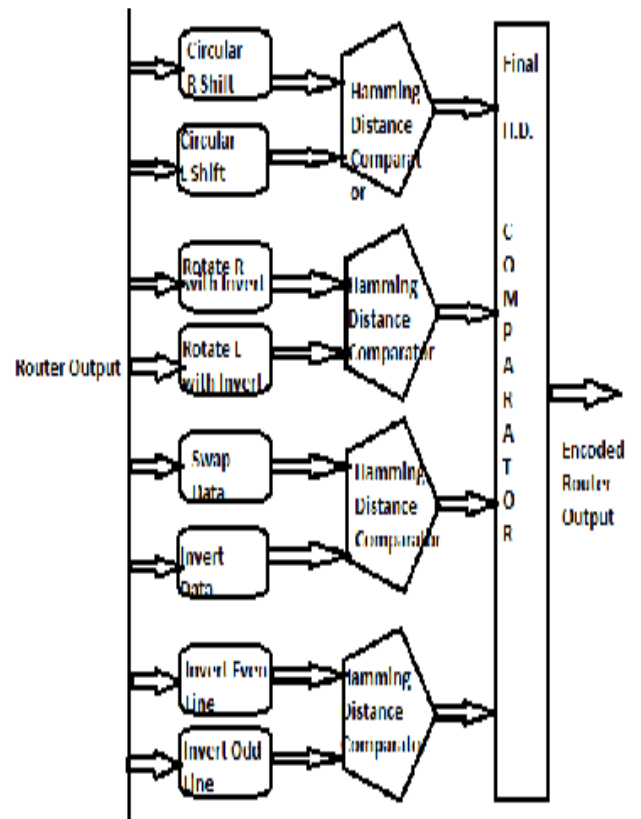 Circular
R Shift
Circular
L Shift
Hamming
Distance
Comparat
or
Rotate R
with Invert
Rotate L
with Invert
Hamming
Distance
Comparator
Router Output
Swap
Data
Invert
Data
Hamming
Distance
Comparator
Invert Even
Line
Invert Odd
Line
Hamming
Distance
Comparator
Final
H.D.
C
O
M
P
A
R
A
T
O
R
Encoded
Router
Output